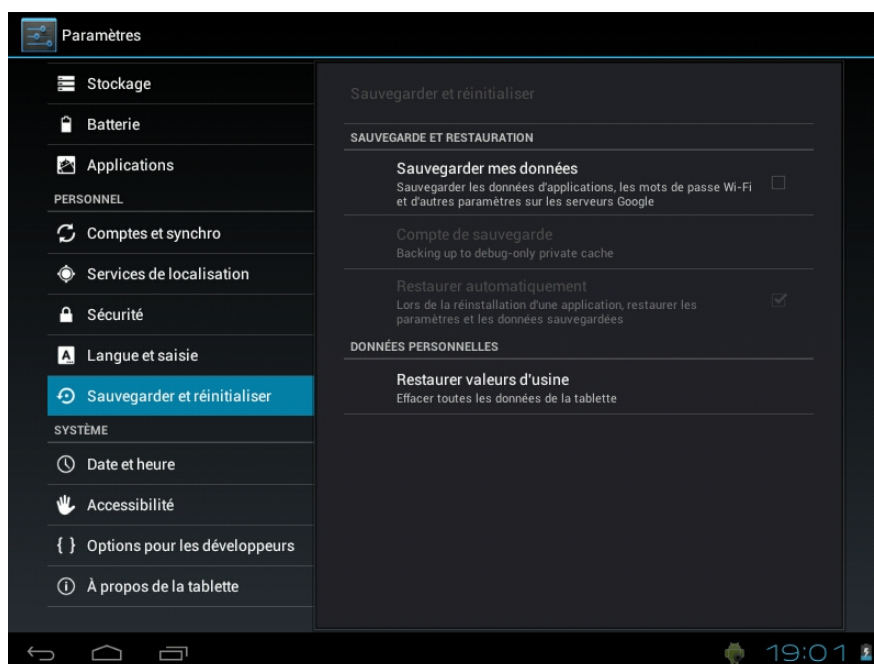 Paramètres
Stockage
Batterie
Applications
PERSONNEL
Comptes et synchro
Services de localisation
Sécurité
Langue et saisie
Sauvegarder et réinitialiser
SYSTÈME
Date et heure
Accessibilité
Options pour les développeurs
À propos de la tablette
Sauvegarder et réinitialiser
SAUVEGARDE ET RESTAURATION
Sauvegarder mes données
Sauvegarder les données d'applications, les mots de passe Wi-Fi
et d'autres paramètres sur les serveurs Google
Compte de sauvegarde
Backing up to debug-only private cache
Restaurer automatiquement
Lors de la réinstallation d'une application, restaurer les
paramètres et les données sauvegardées
DONNÉES PERSONNELLES
Restaurer valeurs d'usine
Effacer toutes les données de la tablette
19:01